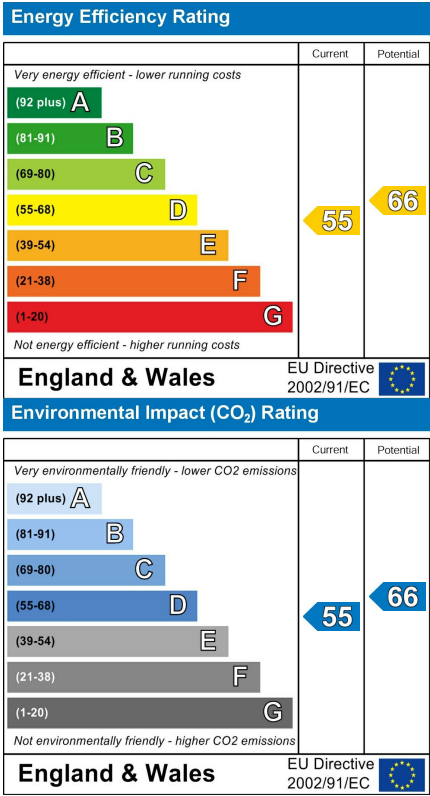 Energy Efficiency Rating
Current Potential
Very energy efficient - lower running costs
(92 plus) A
(81-91) B
(69-80) C
(55-68) D
(39-54) E
(21-38) F
(1-20) G
55
66
Not energy efficient - higher running costs
England & Wales
EU Directive
2002/91/EC
Environmental Impact (CO₂) Rating
Current Potential
Very environmentally friendly - lower CO2 emissions
(92 plus) A
(81-91) B
(69-80) C
(55-68) D
(39-54) E
(21-38) F
(1-20) G
55
66
Not environmentally friendly - higher CO2 emissions
England & Wales
EU Directive
2002/91/EC